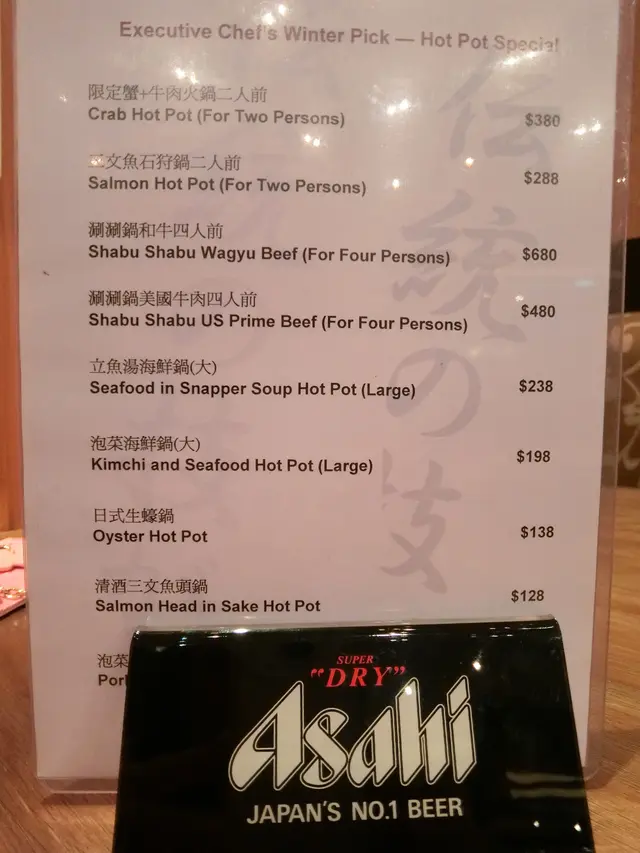 Executive Chef's Winter Pick — Hot Pot Special
限定蟹+牛肉火鍋二人前
Crab Hot Pot (For Two Persons) $380
三文魚石狩鍋二人前
Salmon Hot Pot (For Two Persons) $288
涮涮鍋和牛四人前
Shabu Shabu Wagyu Beef (For Four Persons) $680
涮涮鍋美國牛肉四人前
Shabu Shabu US Prime Beef (For Four Persons) $480
立魚湯海鮮鍋(大)
Seafood in Snapper Soup Hot Pot (Large) $238
泡菜海鮮鍋(大)
Kimchi and Seafood Hot Pot (Large) $198
日式生蠔鍋
Oyster Hot Pot $138
清酒三文魚頭鍋
Salmon Head in Sake Hot Pot $128
泡菜
伝統の技
SUPER
"DRY"
Asahi
JAPAN'S NO.1 BEER